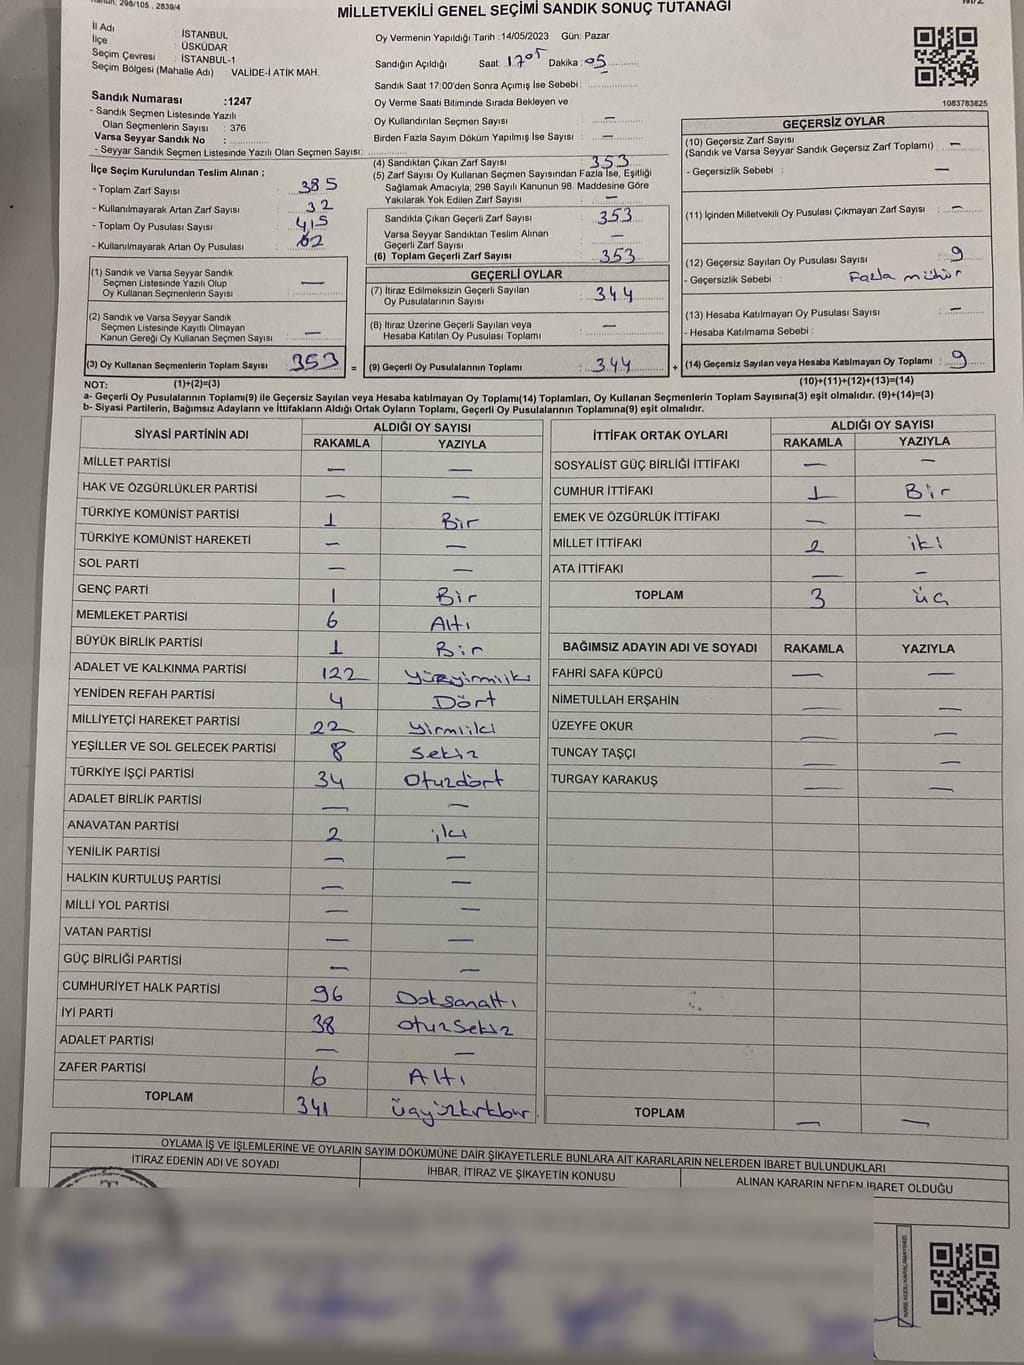 Kanun, 298/105 , 2839/4
MİLLETVEKİLİ GENEL SEÇİMİ SANDIK SONUÇ TUTANAĞI
İl Adı : İSTANBUL
İlçe : ÜSKÜDAR
Seçim Çevresi : İSTANBUL-1
Seçim Bölgesi (Mahalle Adı) : VALİDE-İ ATİK MAH.
Oy Vermenin Yapıldığı Tarih :14/05/2023 Gün: Pazar
Sandığın Açıldığı Saat: 17 05 Dakika : 05
Sandık Saat 17:00'den Sonra Açımış İse Sebebi :
Sandık Numarası :1247
- Sandık Seçmen Listesinde Yazılı
Olan Seçmenlerin Sayısı : 376
Varsa Seyyar Sandık No :
- Seyyar Sandık Seçmen Listesinde Yazılı Olan Seçmen Sayısı:
Oy Verme Saati Bitiminde Sırada Bekleyen ve
Oy Kullandırılan Seçmen Sayısı : —
Birden Fazla Sayım Döküm Yapılmış İse Sayısı : —
1083783825
İlçe Seçim Kurulundan Teslim Alınan ;
- Toplam Zarf Sayısı : 385
- Kullanılmayarak Artan Zarf Sayısı : 32
- Toplam Oy Pusulası Sayısı : 415
- Kullanılmayarak Artan Oy Pusulası : 62
(4) Sandıktan Çıkan Zarf Sayısı : 353
(5) Zarf Sayısı Oy Kullanan Seçmen Sayısından Fazla İse, Eşitliği
Sağlamak Amacıyla; 298 Sayılı Kanunun 98. Maddesine Göre
Yakılarak Yok Edilen Zarf Sayısı : —
Sandıkta Çıkan Geçerli Zarf Sayısı : 353
Varsa Seyyar Sandıktan Teslim Alınan
Geçerli Zarf Sayısı : —
(6) Toplam Geçerli Zarf Sayısı : 353
GEÇERSİZ OYLAR
(10) Geçersiz Zarf Sayısı
(Sandık ve Varsa Seyyar Sandık Geçersiz Zarf Toplamı) : —
- Geçersizlik Sebebi : —
(11) İçinden Milletvekili Oy Pusulası Çıkmayan Zarf Sayısı : —
(12) Geçersiz Sayılan Oy Pusulası Sayısı : 9
- Geçersizlik Sebebi : Fazla mühür
(13) Hesaba Katılmayan Oy Pusulası Sayısı : —
- Hesaba Katılmama Sebebi :
(1) Sandık ve Varsa Seyyar Sandık
Seçmen Listesinde Yazılı Olup
Oy Kullanan Seçmenlerin Sayısı : —
(2) Sandık ve Varsa Seyyar Sandık
Seçmen Listesinde Kayıtlı Olmayan
Kanun Gereği Oy Kullanan Seçmen Sayısı : —
GEÇERLİ OYLAR
(7) İtiraz Edilmeksizin Geçerli Sayılan
Oy Pusulalarının Sayısı : 344
(8) İtiraz Üzerine Geçerli Sayılan veya
Hesaba Katılan Oy Pusulası Toplamı : —
(3) Oy Kullanan Seçmenlerin Toplam Sayısı : 353 = (9) Geçerli Oy Pusulalarının Toplamı : 344 + (14) Geçersiz Sayılan veya Hesaba Katılmayan Oy Toplamı : 9
NOT: (1)+(2)=(3) (10)+(11)+(12)+(13)=(14)
a- Geçerli Oy Pusulalarının Toplam(9) ile Geçersiz Sayılan veya Hesaba katılmayan Oy Toplamı(14) Toplamları, Oy Kullanan Seçmenlerin Toplam Sayısına(3) eşit olmalıdır. (9)+(14)=(3)
b- Siyasi Partilerin, Bağımsız Adayların ve İttifakların Aldığı Ortak Oyların Toplamı, Geçerli Oy Pusulalarının Toplamına(9) eşit olmalıdır.
SİYASİ PARTİNİN ADI ALDIĞI OY SAYISI
RAKAMLA YAZIYLA
MİLLET PARTİSİ — —
HAK VE ÖZGÜRLÜKLER PARTİSİ — —
TÜRKİYE KOMÜNİST PARTİSİ 1 Bir
TÜRKİYE KOMÜNİST HAREKETİ — —
SOL PARTİ — —
GENÇ PARTİ 1 Bir
MEMLEKET PARTİSİ 6 Altı
BÜYÜK BİRLİK PARTİSİ 1 Bir
ADALET VE KALKINMA PARTİSİ 122 Yüzyirmiiki
YENİDEN REFAH PARTİSİ 4 Dört
MİLLİYETÇİ HAREKET PARTİSİ 22 Yirmiiki
YEŞİLLER VE SOL GELECEK PARTİSİ 8 Sekiz
TÜRKİYE İŞÇİ PARTİSİ 34 Otuzdört
ADALET BİRLİK PARTİSİ — —
ANAVATAN PARTİSİ 2 iki
YENİLİK PARTİSİ — —
HALKIN KURTULUŞ PARTİSİ — —
MİLLİ YOL PARTİSİ — —
VATAN PARTİSİ — —
GÜÇ BİRLİĞİ PARTİSİ — —
CUMHURİYET HALK PARTİSİ 96 Doksanaltı
İYİ PARTİ 38 Otuzsekiz
ADALET PARTİSİ — —
ZAFER PARTİSİ 6 Altı
TOPLAM 341 Üçyüzkırkbir
İTTİFAK ORTAK OYLARI ALDIĞI OY SAYISI
RAKAMLA YAZIYLA
SOSYALİST GÜÇ BİRLİĞİ İTTİFAKI — —
CUMHUR İTTİFAKI 1 Bir
EMEK VE ÖZGÜRLÜK İTTİFAKI — —
MİLLET İTTİFAKI 2 iki
ATA İTTİFAKI — —
TOPLAM 3 üç
BAĞIMSIZ ADAYIN ADI VE SOYADI RAKAMLA YAZIYLA
FAHRİ SAFA KÜPCÜ — —
NİMETULLAH ERŞAHİN — —
ÜZEYFE OKUR — —
TUNCAY TAŞÇI — —
TURGAY KARAKUŞ — —
TOPLAM — —
OYLAMA İŞ VE İŞLEMLERİNE VE OYLARIN SAYIM DÖKÜMÜNE DAİR ŞİKAYETLERLE BUNLARA AİT KARARLARIN NELERDEN İBARET BULUNDUKLARI
İTİRAZ EDENİN ADI VE SOYADI İHBAR, İTİRAZ VE ŞİKAYETİN KONUSU ALINAN KARARIN NEDEN İBARET OLDUĞU